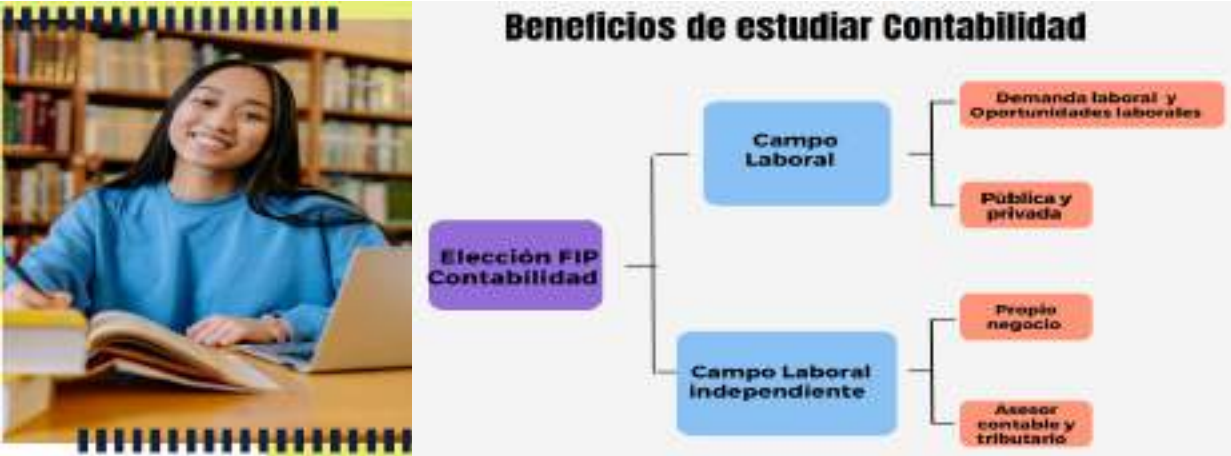 Beneficios de estudiar Contabilidad
Demanda laboral y
Oportunidades laborales
Campo
Laboral
Pública y
privada
Elección FIP
Contabilidad
Propio
negocio
Campo Laboral
independiente
Asesor
contable y
tributario